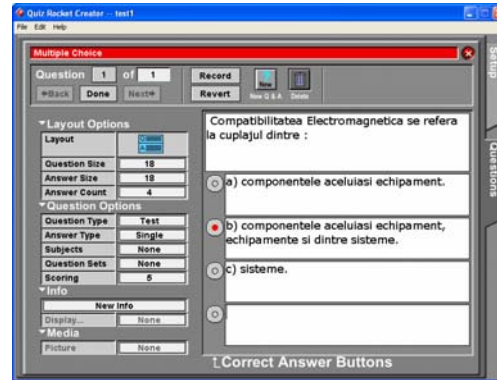 Quiz Rocket Creator -- test1
File Edit Help
Multiple Choice
Question 1 of 1
Record
New
Back Done Next
Revert
New Q & A Delete
Setup
Questions
Layout Options
Layout
Q
A
Question Size 18
Answer Size 18
Answer Count 4
Question Options
Question Type Test
Answer Type Single
Subjects None
Question Sets None
Scoring 5
Info
New Info
Display... None
Media
Picture None
Compatibilitatea Electromagnetica se refera
la cuplajul dintre :
a) componentele aceluiasi echipament.
b) componentele aceluiasi echipament,
echipamente si dintre sisteme.
c) sisteme.
Correct Answer Buttons